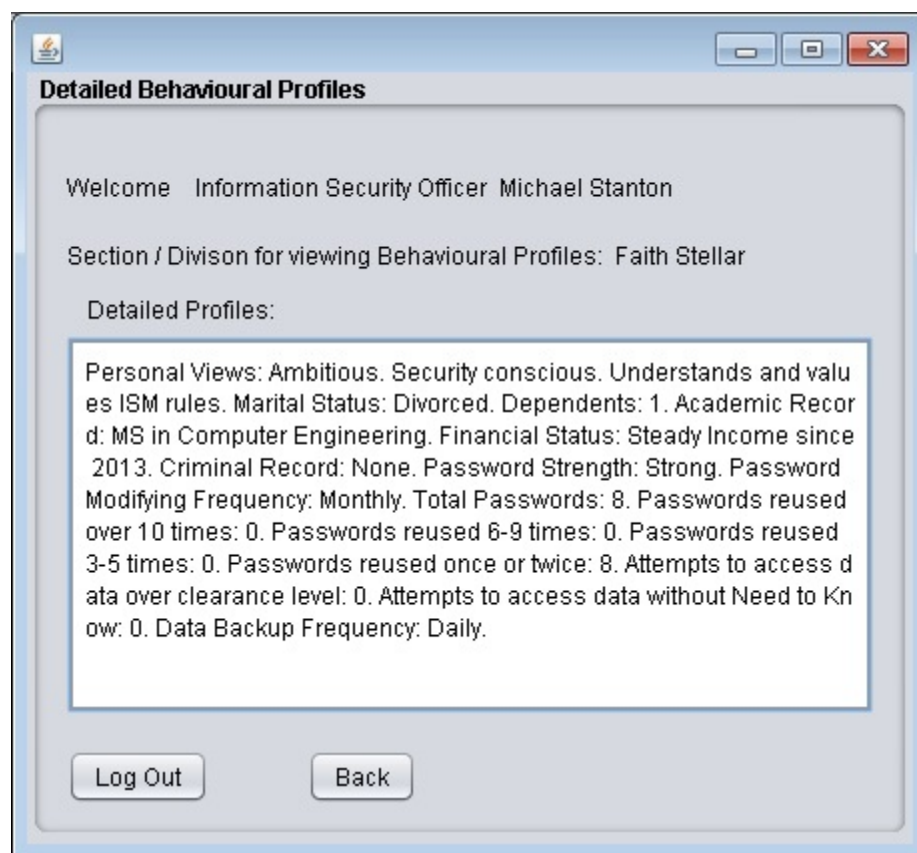 Detailed Behavioural Profiles
Welcome Information Security Officer Michael Stanton
Section / Divison for viewing Behavioural Profiles: Faith Stellar
Detailed Profiles:
Personal Views: Ambitious. Security conscious. Understands and valu
es ISM rules. Marital Status: Divorced. Dependents: 1. Academic Recor
d: MS in Computer Engineering. Financial Status: Steady Income since
2013. Criminal Record: None. Password Strength: Strong. Password
Modifying Frequency: Monthly. Total Passwords: 8. Passwords reused
over 10 times: 0. Passwords reused 6-9 times: 0. Passwords reused
3-5 times: 0. Passwords reused once or twice: 8. Attempts to access d
ata over clearance level: 0. Attempts to access data without Need to Kn
ow: 0. Data Backup Frequency: Daily.
Log Out Back